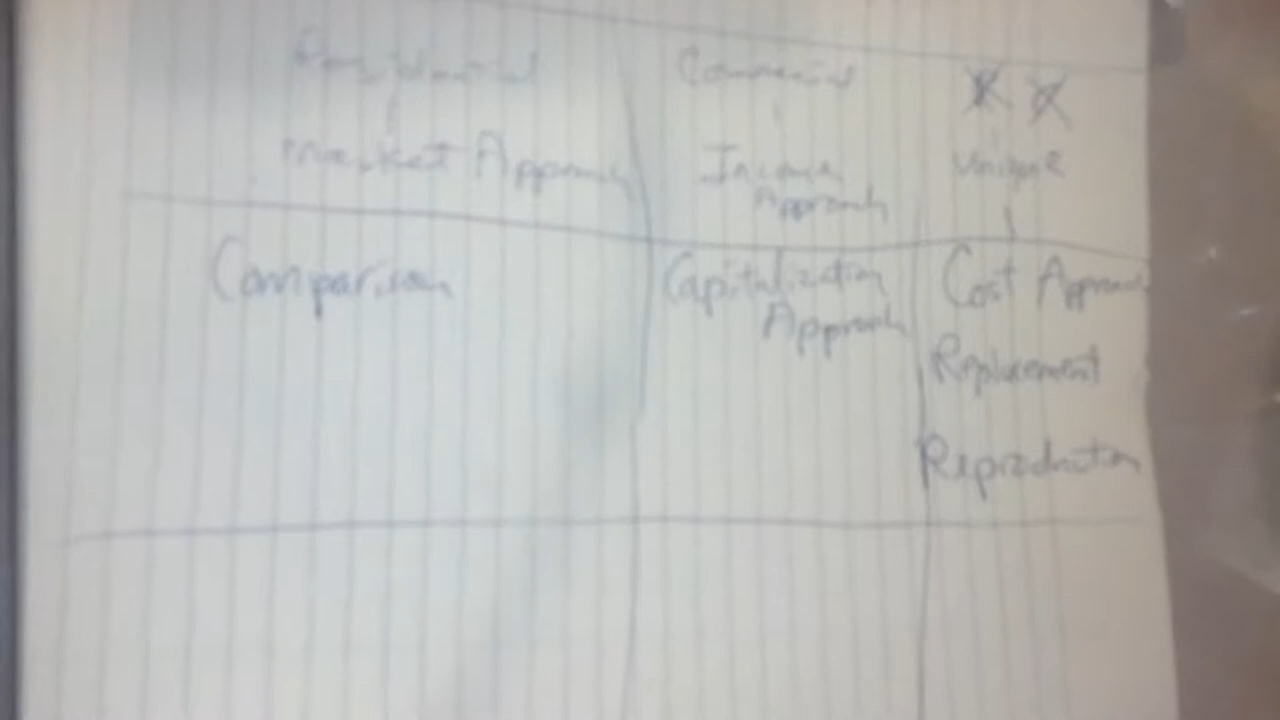 Residential
Commercial
Market Approach
Income
Approach
Unique
Comparison
Capitalization
Approach
Cost Approach
Replacement
Reproduction